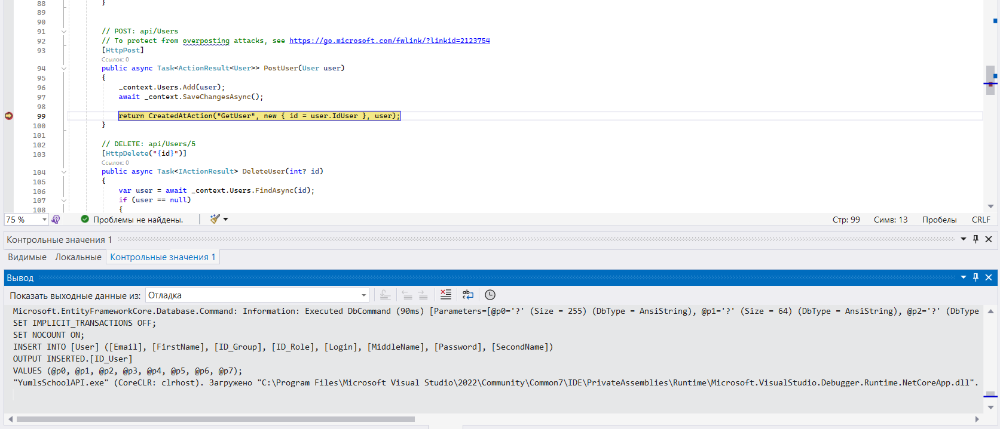 88 }
89
90
91 // POST: api/Users
92 // To protect from overposting attacks, see https://go.microsoft.com/fwlink/?linkid=2123754
93 [HttpPost]
Ссылок: 0
94 public async Task<ActionResult<User>> PostUser(User user)
95 {
96 _context.Users.Add(user);
97 await _context.SaveChangesAsync();
98
99 return CreatedAtAction("GetUser", new { id = user.IdUser }, user);
100 }
101
102 // DELETE: api/Users/5
103 [HttpDelete("{id}")]
Ссылок: 0
104 public async Task<IActionResult> DeleteUser(int? id)
105 {
106 var user = await _context.Users.FindAsync(id);
107 if (user == null)
108 {
75 % Проблемы не найдены. Стр: 99 Симв: 13 Пробелы CRLF
Контрольные значения 1
Видимые Локальные Контрольные значения 1
Вывод
Показать выходные данные из: Отладка
Microsoft.EntityFrameworkCore.Database.Command: Information: Executed DbCommand (90ms) [Parameters=[@p0='?' (Size = 255) (DbType = AnsiString), @p1='?' (Size = 64) (DbType = AnsiString), @p2='?' (DbType
SET IMPLICIT_TRANSACTIONS OFF;
SET NOCOUNT ON;
INSERT INTO [User] ([Email], [FirstName], [ID_Group], [ID_Role], [Login], [MiddleName], [Password], [SecondName])
OUTPUT INSERTED.[ID_User]
VALUES (@p0, @p1, @p2, @p3, @p4, @p5, @p6, @p7);
"YumlsSchoolAPI.exe" (CoreCLR: clrhost). Загружено "C:\Program Files\Microsoft Visual Studio\2022\Community\Common7\IDE\PrivateAssemblies\Runtime\Microsoft.VisualStudio.Debugger.Runtime.NetCoreApp.dll".